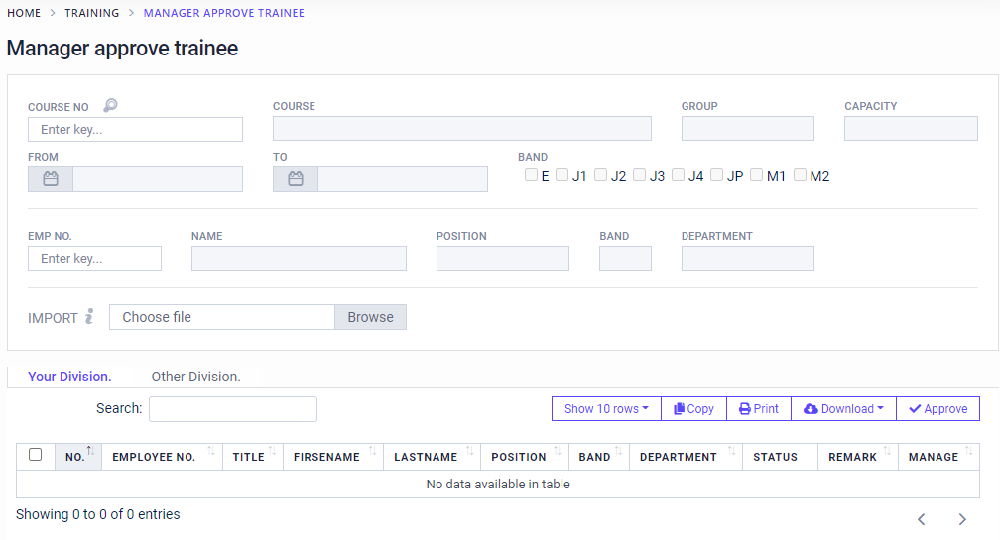 HOME > TRAINING > MANAGER APPROVE TRAINEE
Manager approve trainee
COURSE NO COURSE GROUP CAPACITY
Enter key...
FROM TO BAND
E J1 J2 J3 J4 JP M1 M2
EMP NO. NAME POSITION BAND DEPARTMENT
Enter key...
IMPORT Choose file Browse
Your Division. Other Division.
Search: Show 10 rows Copy Print Download Approve
NO. EMPLOYEE NO. TITLE FIRSENAME LASTNAME POSITION BAND DEPARTMENT STATUS REMARK MANAGE
No data available in table
Showing 0 to 0 of 0 entries